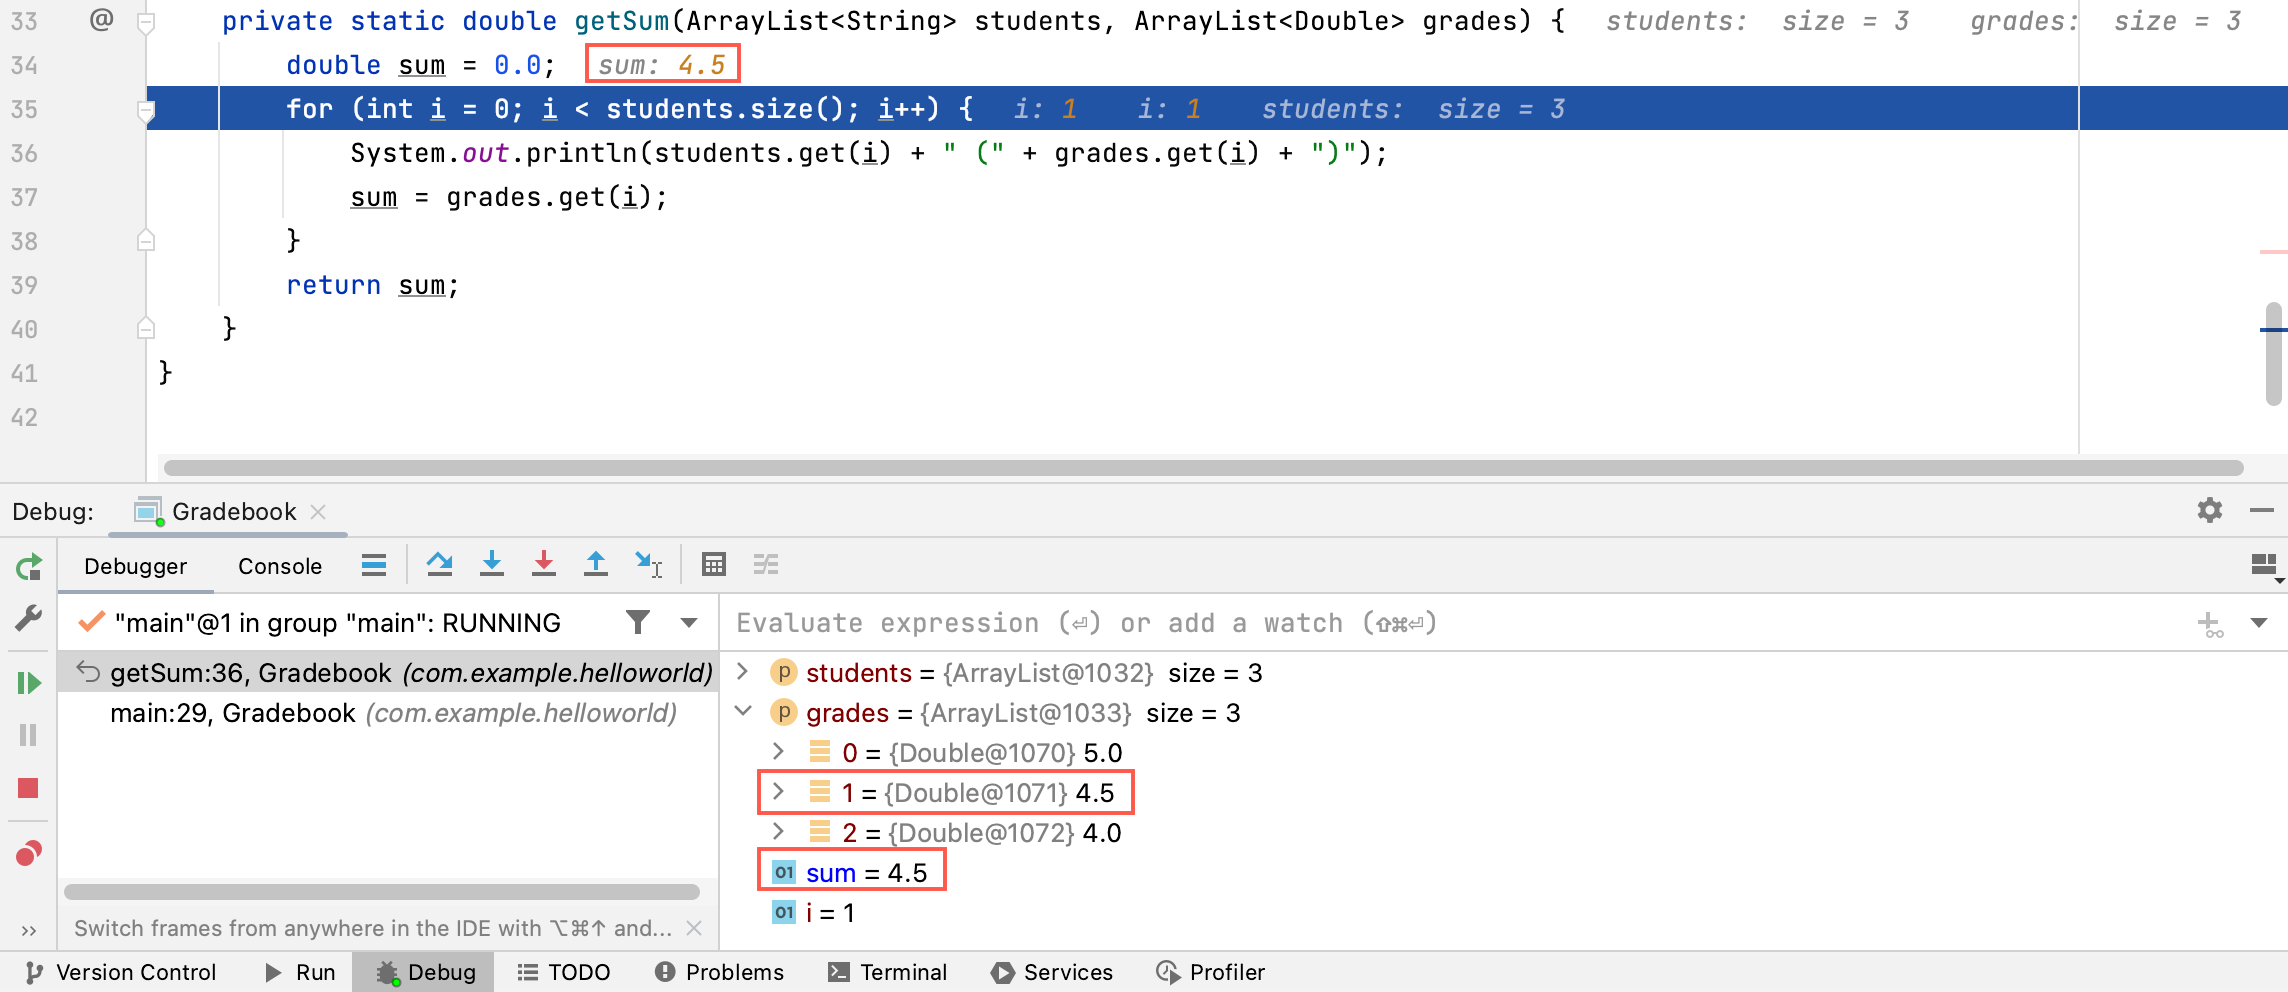 33 @ private static double getSum(ArrayList<String> students, ArrayList<Double> grades) { students: size = 3 grades: size = 3
34 double sum = 0.0; sum: 4.5
35 for (int i = 0; i < students.size(); i++) { i: 1 i: 1 students: size = 3
36 System.out.println(students.get(i) + " (" + grades.get(i) + ")");
37 sum = grades.get(i);
38 }
39 return sum;
40 }
41 }
42
Debug: Gradebook
Debugger Console
"main"@1 in group "main": RUNNING
Evaluate expression (⏎) or add a watch (⇧⌘⏎)
getSum:36, Gradebook (com.example.helloworld)
main:29, Gradebook (com.example.helloworld)
p students = {ArrayList@1032} size = 3
p grades = {ArrayList@1033} size = 3
0 = {Double@1070} 5.0
1 = {Double@1071} 4.5
2 = {Double@1072} 4.0
01 sum = 4.5
01 i = 1
Switch frames from anywhere in the IDE with ⌥⌘↑ and...
Version Control Run Debug TODO Problems Terminal Services Profiler